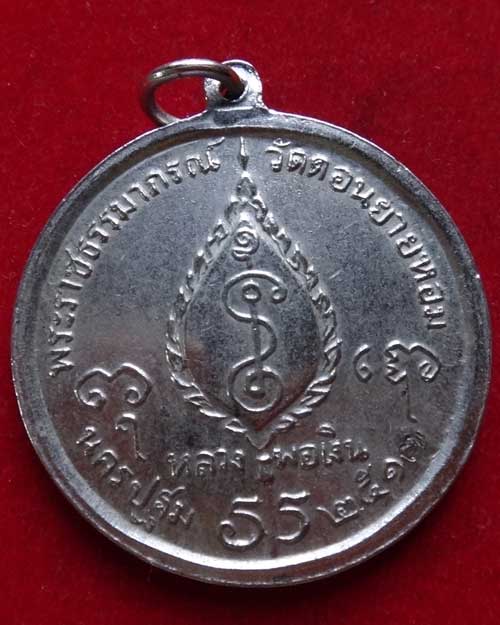 พระราชธรรมาภรณ์ วัดดอนยายหอม
หลวงพ่อเงิน
นครปฐม ๒๕๑๗